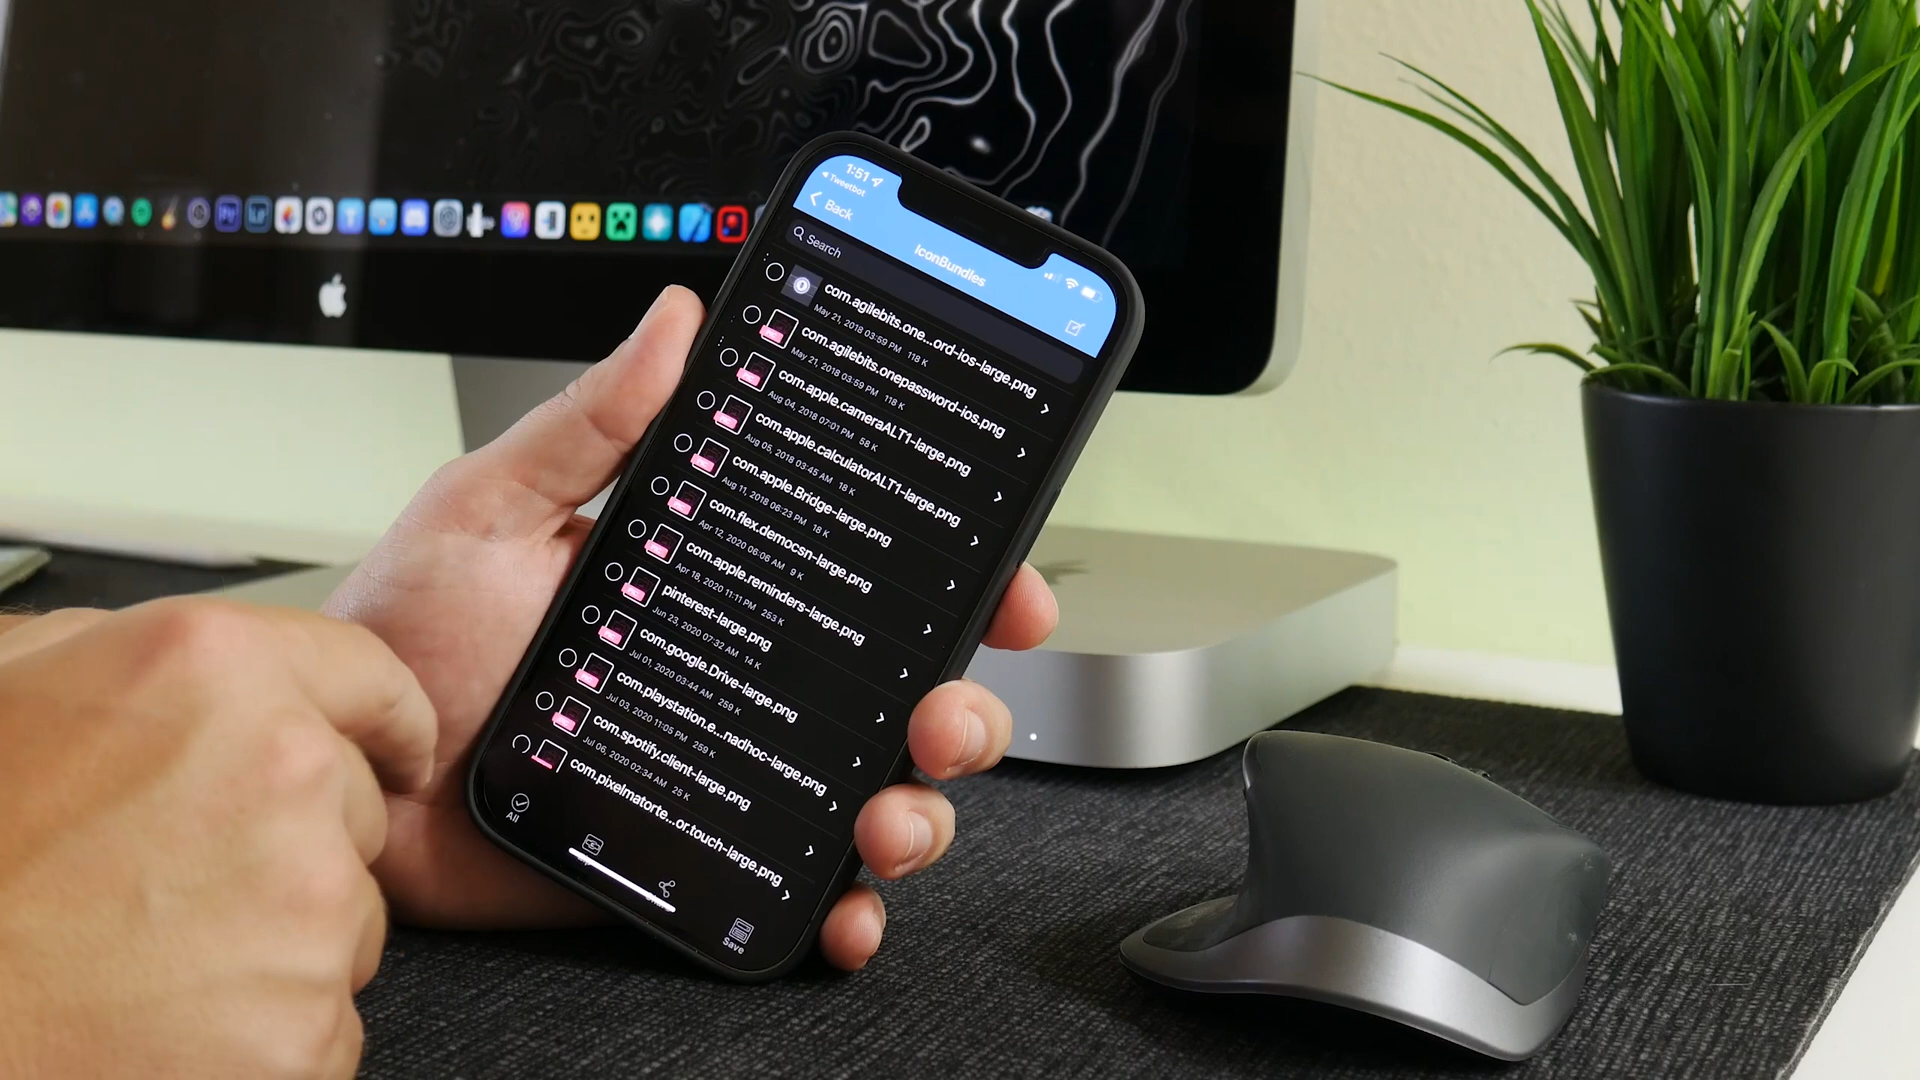 1:51
Tweetbot
Back
IconBundles
Search
com.agilebits.one...ord-ios-large.png
May 21, 2018 03:59 PM 118 K
com.agilebits.onepassword-ios.png
May 21, 2018 03:59 PM 118 K
com.apple.cameraALT1-large.png
Aug 04, 2018 07:01 PM 58 K
com.apple.calculatorALT1-large.png
Aug 05, 2018 03:45 AM 18 K
com.apple.Bridge-large.png
Aug 11, 2018 06:23 PM 18 K
com.flex.democsn-large.png
Apr 12, 2020 06:06 AM 9 K
com.apple.reminders-large.png
Apr 18, 2020 11:11 PM 253 K
pinterest-large.png
Jun 23, 2020 07:32 AM 14 K
com.google.Drive-large.png
Jul 01, 2020 03:44 AM 259 K
com.playstation.e...nadhoc-large.png
Jul 03, 2020 11:05 PM 259 K
com.spotify.client-large.png
Jul 06, 2020 02:34 AM 25 K
com.pixelmatorte...or.touch-large.png
All
Save
Pr
Lr